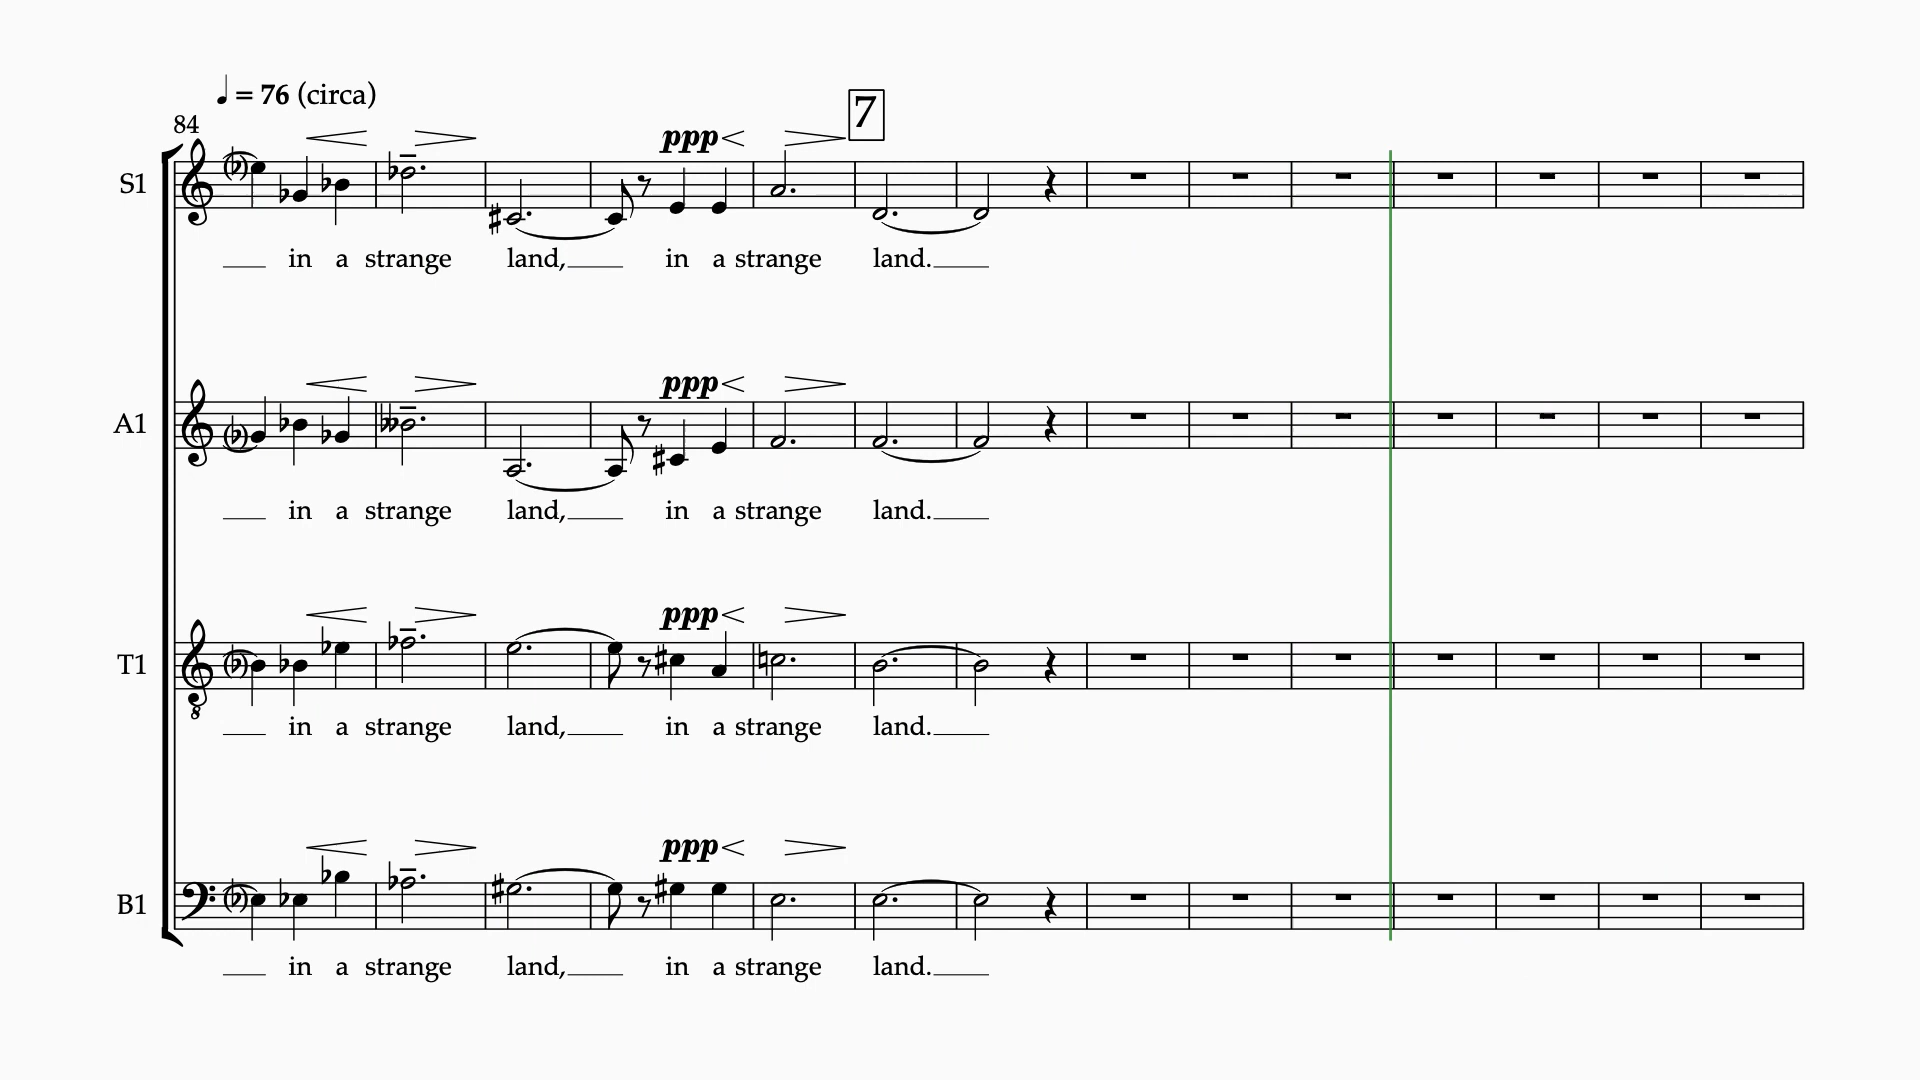 ♩ = 76 (circa)
84
7
ppp
S1
in a strange land, in a strange land.
ppp
A1
in a strange land, in a strange land.
ppp
T1
8
in a strange land, in a strange land.
ppp
B1
in a strange land, in a strange land.